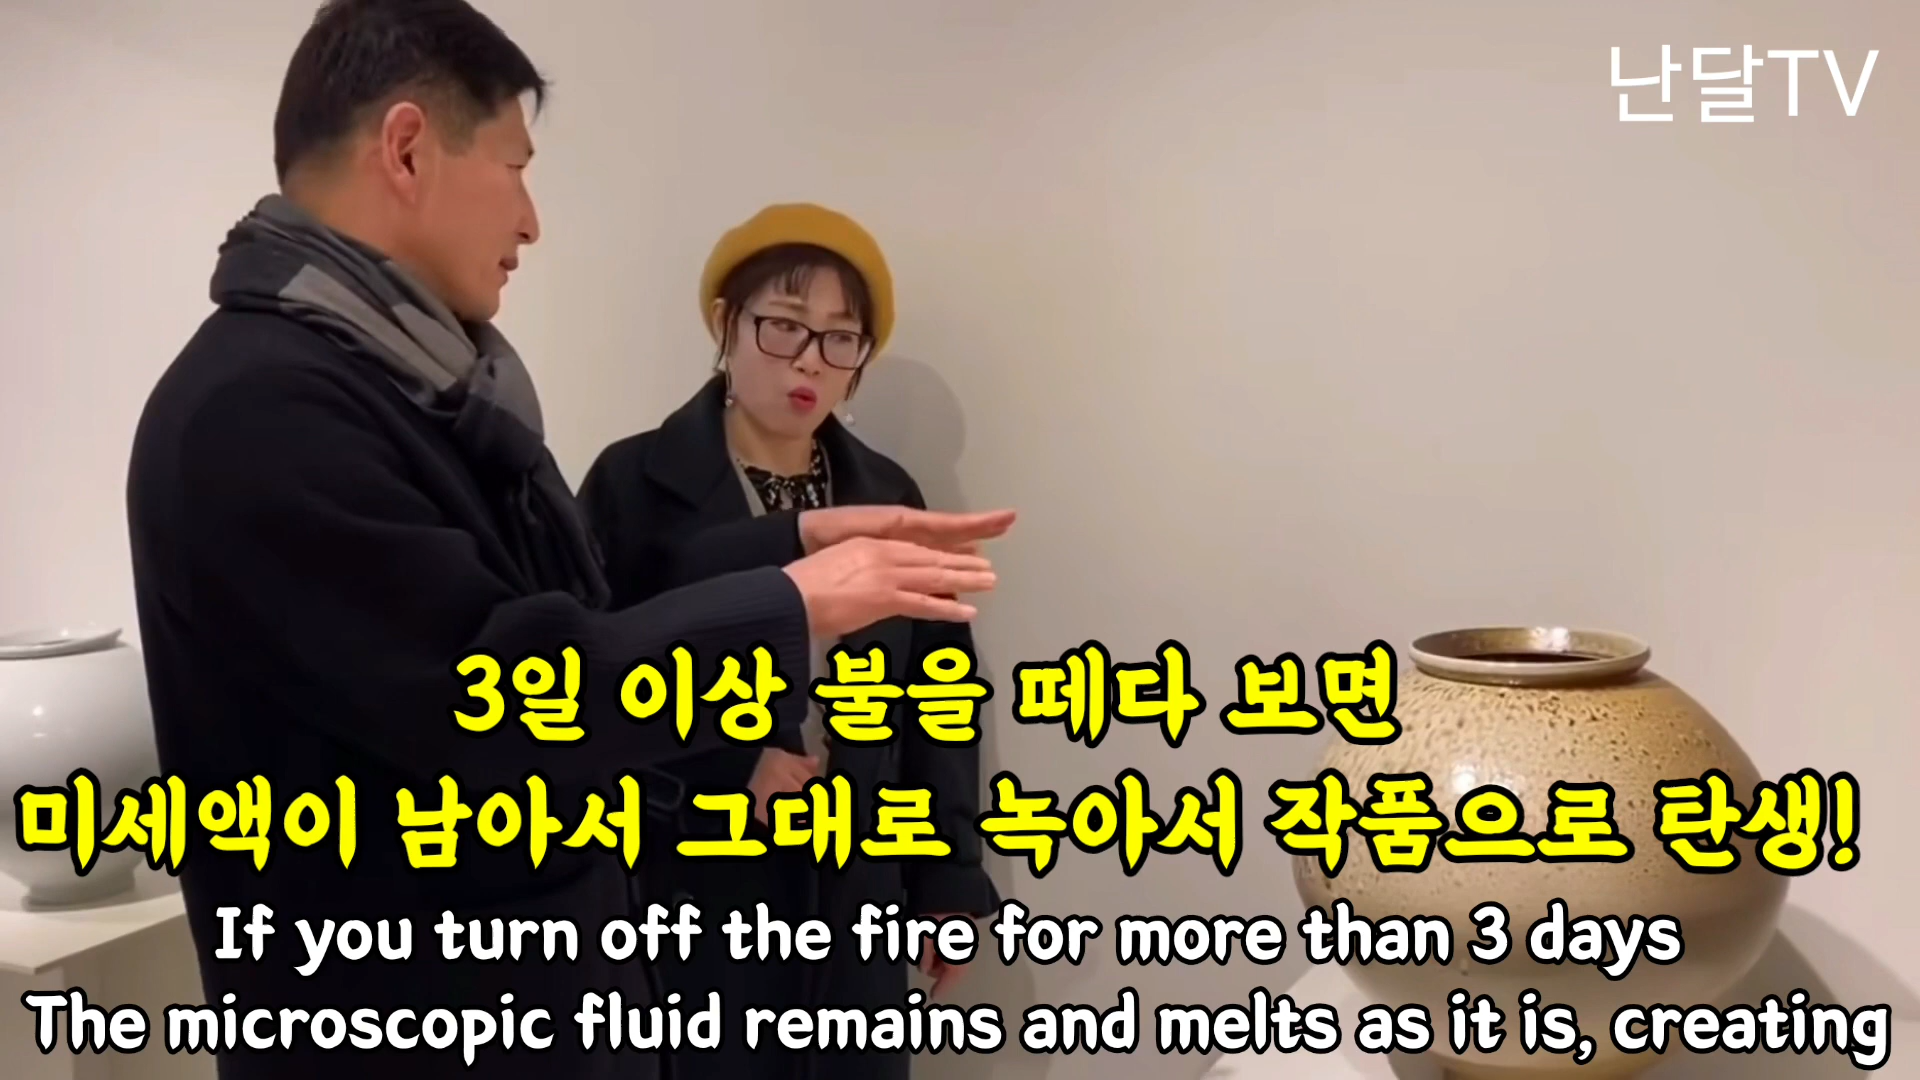 난달TV
3일 이상 불을 떼다 보면
미세액이 남아서 그대로 녹아서 작품으로 탄생!
If you turn off the fire for more than 3 days
The microscopic fluid remains and melts as it is, creating